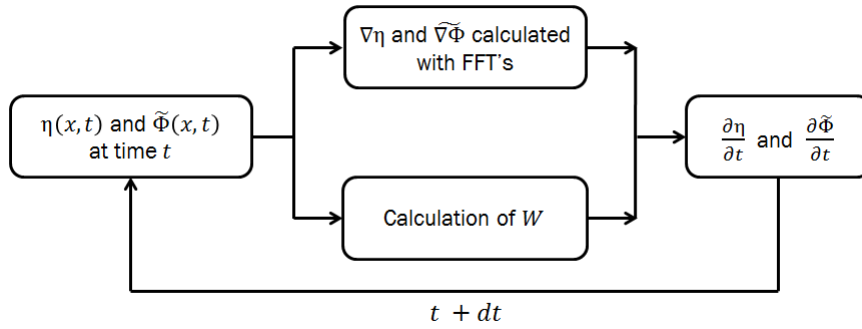 ∇η and ∇̃Φ̃ calculated
with FFT's
η(x, t) and Φ̃(x, t)
at time t
∂η/∂t and ∂Φ̃/∂t
Calculation of W
t + dt